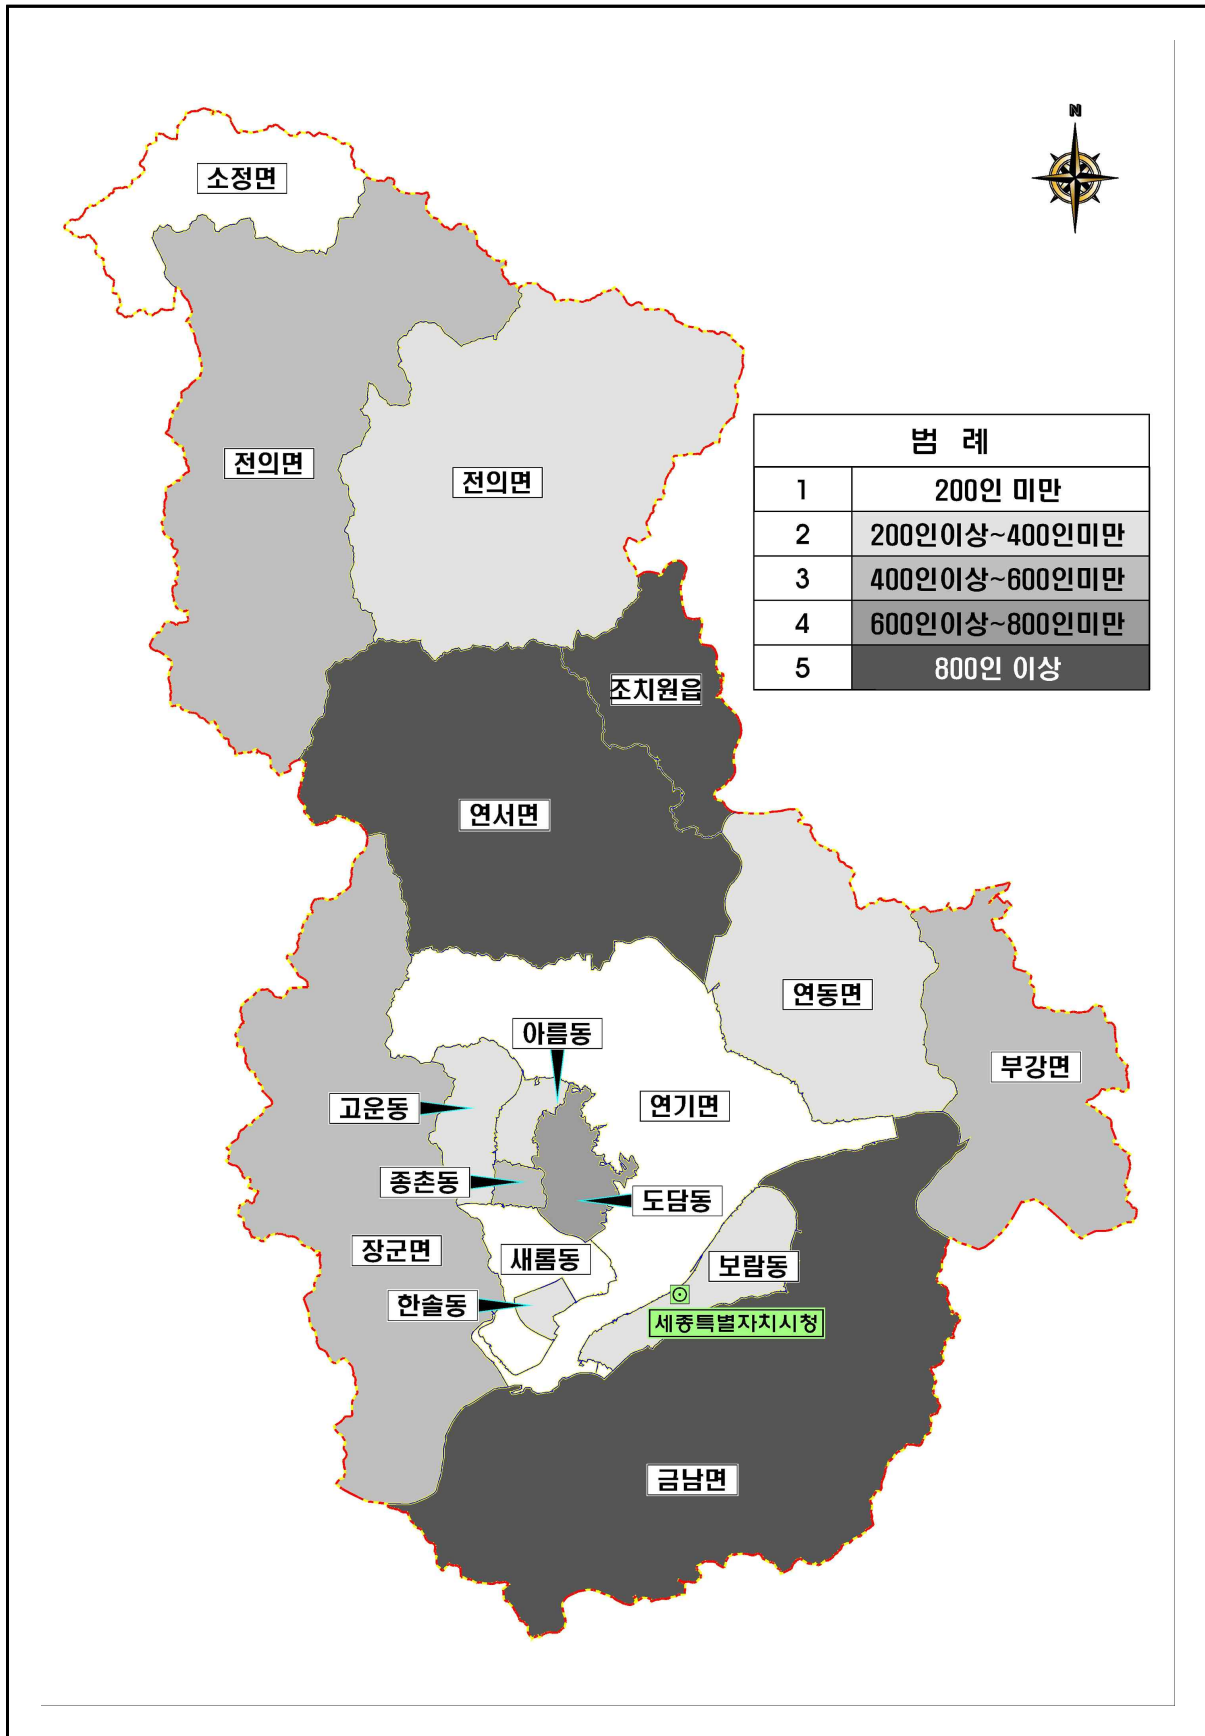 N
소정면
전의면
전의면
범 례
1 200인 미만
2 200인이상~400인미만
3 400인이상~600인미만
4 600인이상~800인미만
5 800인 이상
조치원읍
연서면
연동면
아름동
부강면
고운동
연기면
종촌동
도담동
장군면
새롬동
보람동
한솔동
세종특별자치시청
금남면